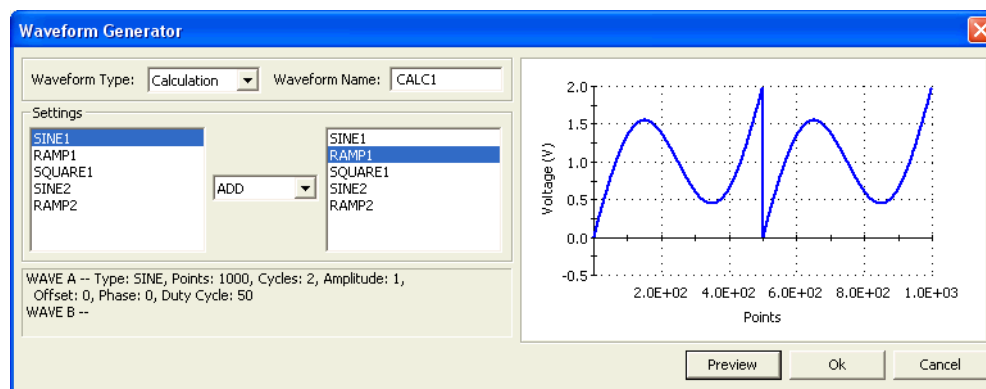 Waveform Generator
Waveform Type: Calculation Waveform Name: CALC1
Settings
SINE1
RAMP1
SQUARE1
SINE2
RAMP2
ADD
SINE1
RAMP1
SQUARE1
SINE2
RAMP2
WAVE A -- Type: SINE, Points: 1000, Cycles: 2, Amplitude: 1,
Offset: 0, Phase: 0, Duty Cycle: 50
WAVE B --
Voltage (V)
2.0
1.5
1.0
0.5
0.0
-0.5
2.0E+02 4.0E+02 6.0E+02 8.0E+02 1.0E+03
Points
Preview Ok Cancel